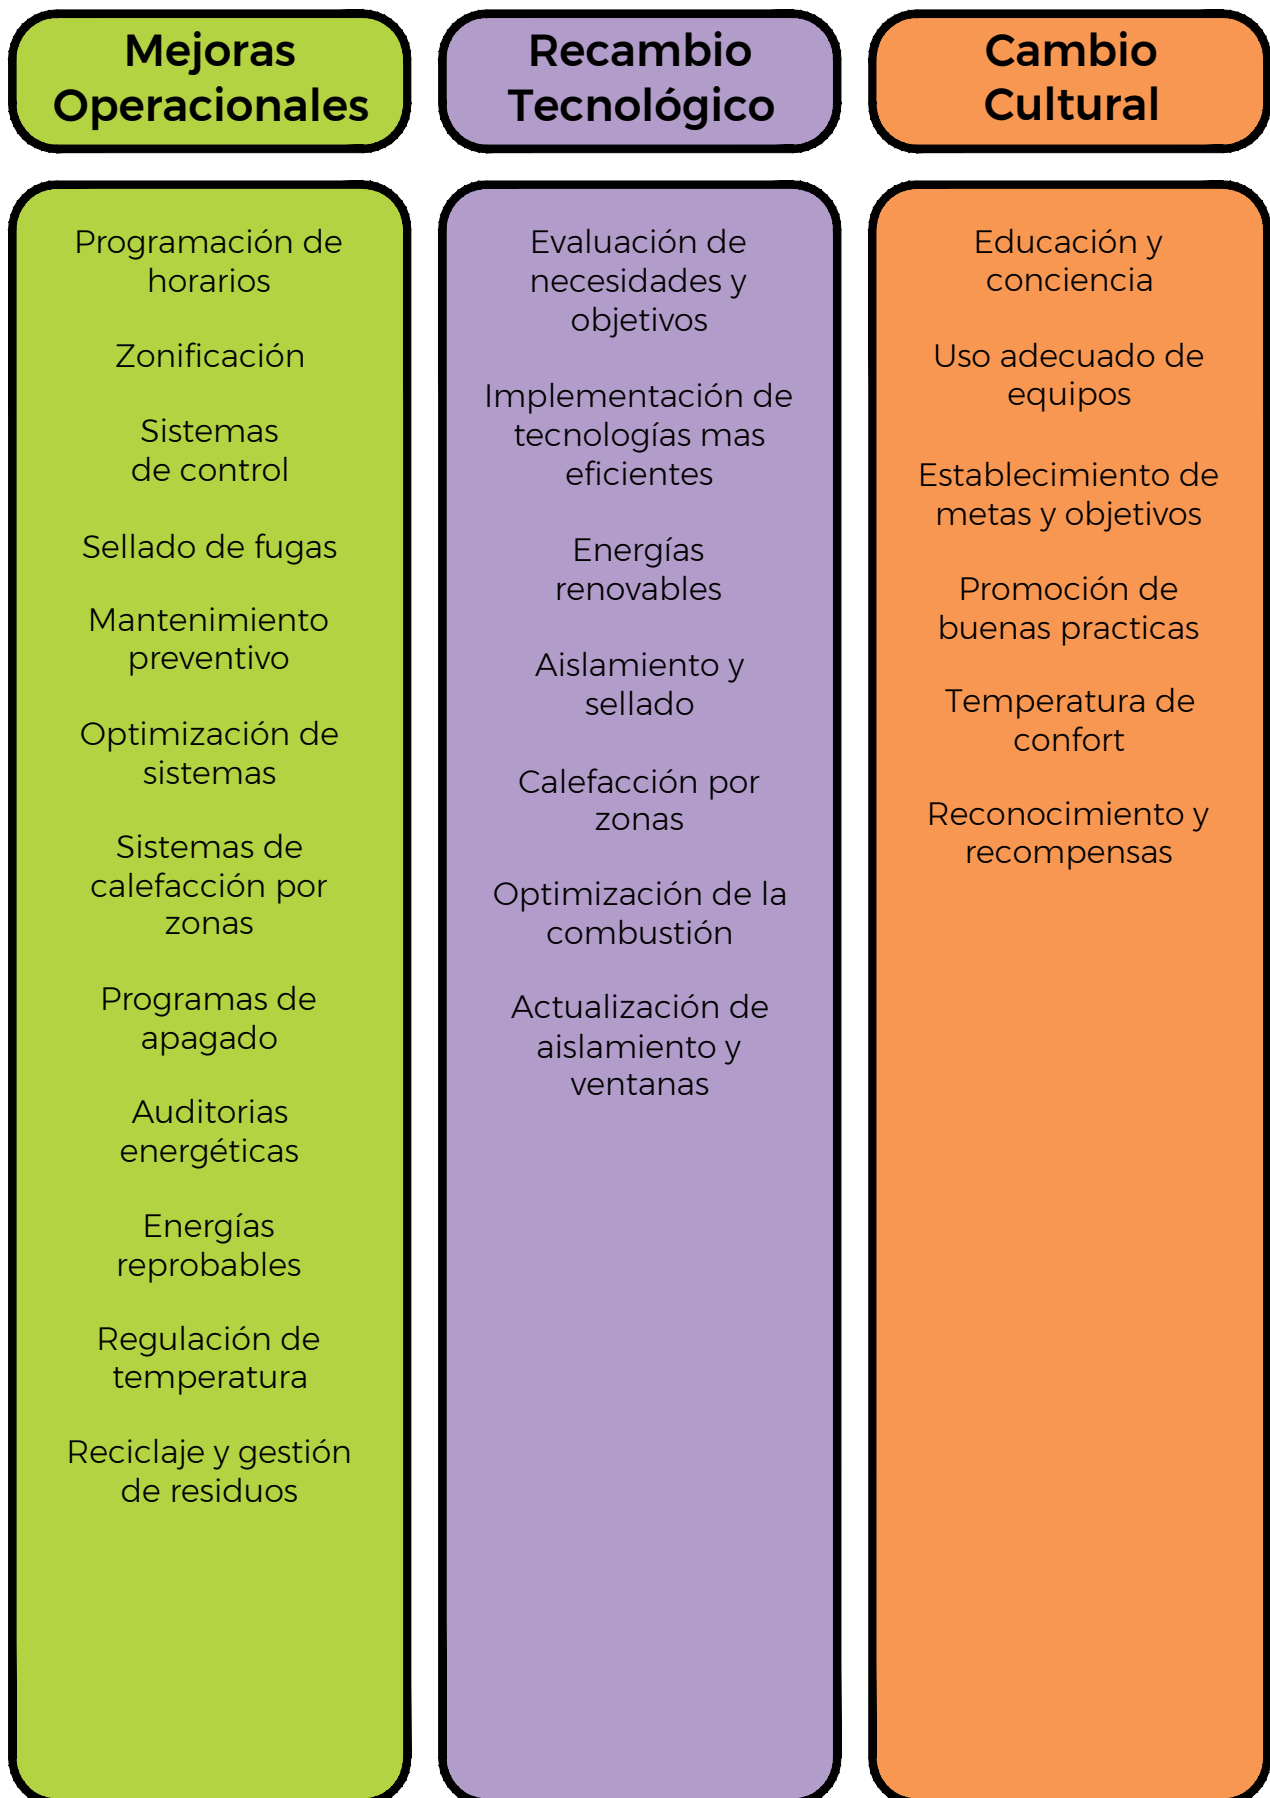 Mejoras
Operacionales
Programación de
horarios
Zonificación
Sistemas
de control
Sellado de fugas
Mantenimiento
preventivo
Optimización de
sistemas
Sistemas de
calefacción por
zonas
Programas de
apagado
Auditorias
energéticas
Energías
reprobables
Regulación de
temperatura
Reciclaje y gestión
de residuos
Recambio
Tecnológico
Evaluación de
necesidades y
objetivos
Implementación de
tecnologías mas
eficientes
Energías
renovables
Aislamiento y
sellado
Calefacción por
zonas
Optimización de la
combustión
Actualización de
aislamiento y
ventanas
Cambio
Cultural
Educación y
conciencia
Uso adecuado de
equipos
Establecimiento de
metas y objetivos
Promoción de
buenas practicas
Temperatura de
confort
Reconocimiento y
recompensas